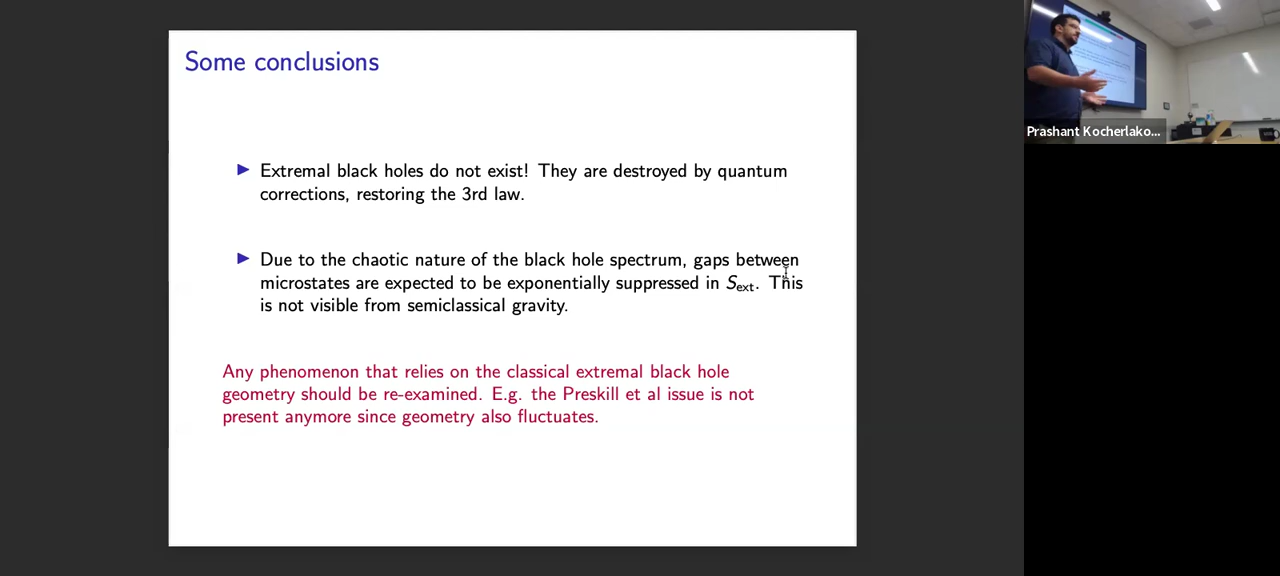 Some conclusions
Extremal black holes do not exist! They are destroyed by quantum
corrections, restoring the 3rd law.
Due to the chaotic nature of the black hole spectrum, gaps between
microstates are expected to be exponentially suppressed in Sext. This
is not visible from semiclassical gravity.
Any phenomenon that relies on the classical extremal black hole
geometry should be re-examined. E.g. the Preskill et al issue is not
present anymore since geometry also fluctuates.
Prashant Kocherlako...